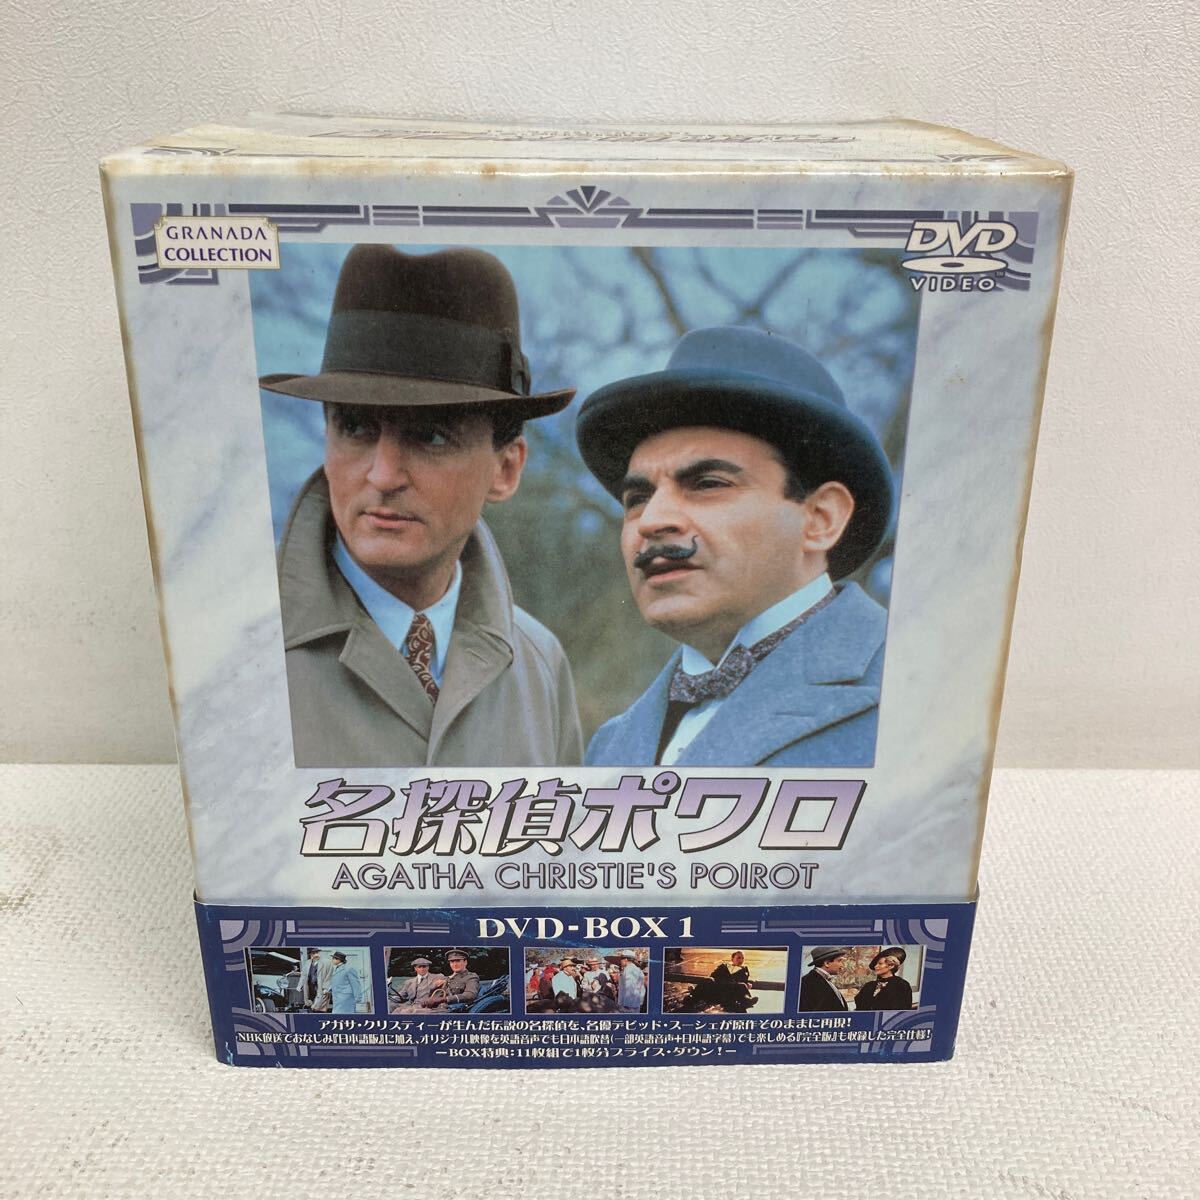 GRANADA
COLLECTION
DVD
VIDEO
名探偵ポワロ
AGATHA CHRISTIE'S POIROT
DVD-BOX 1
アガサ・クリスティーが生んだ伝説の名探偵を、名優デビッド・スーシェが原作そのままに再現!
NHK放送でおなじみ『日本語版』に加え、オリジナル映像を英語音声でも日本語吹替(一部英語音声+日本語字幕)でも楽しめる『完全版』も収録した完全仕様!
ーBOX特典:11枚組で1枚分プライス・ダウン!ー